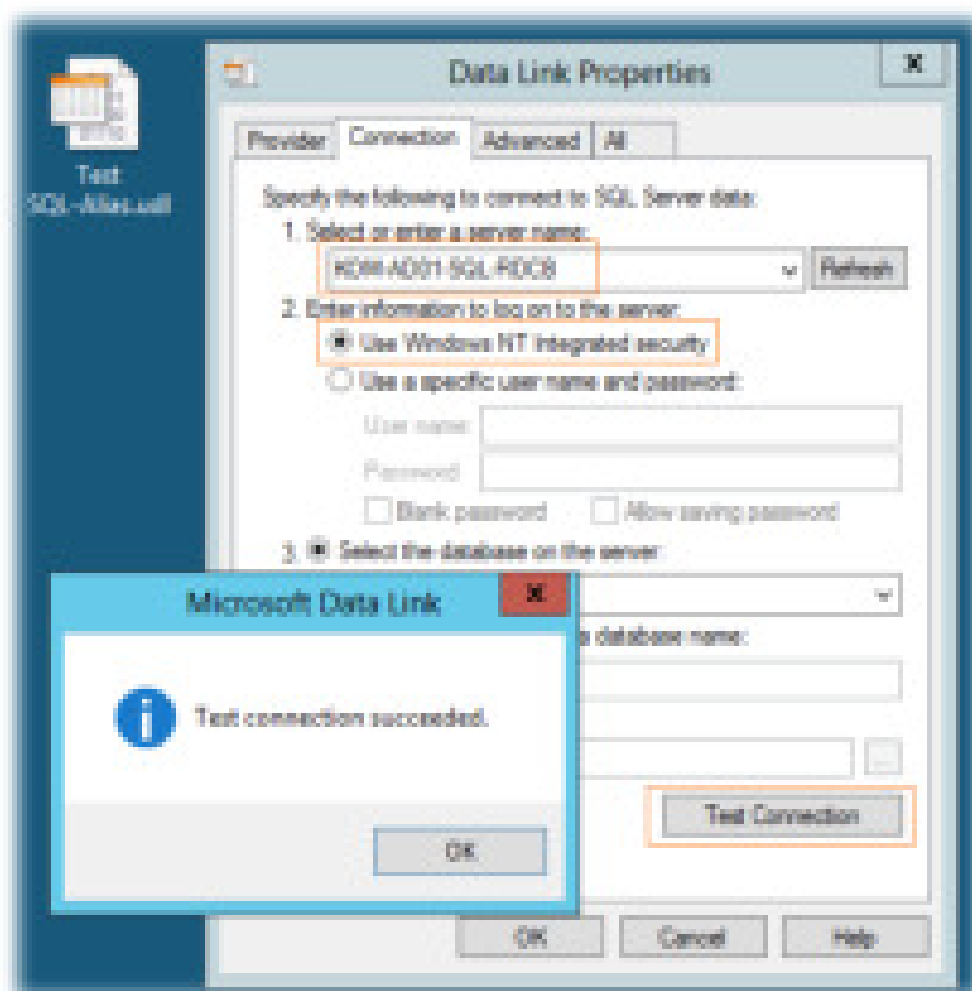 Test
SQL-Alias.udl
Data Link Properties
x
Provider Connection Advanced All
Specify the following to connect to SQL Server data:
1. Select or enter a server name:
Refresh
2. Enter information to log on to the server:
Use Windows NT Integrated security
Use a specific user name and password:
User name:
Password:
Blank password Allow saving password
3. Select the database on the server:
a database name:
...
Test Connection
OK Cancel Help
Microsoft Data Link
x
Test connection succeeded.
OK